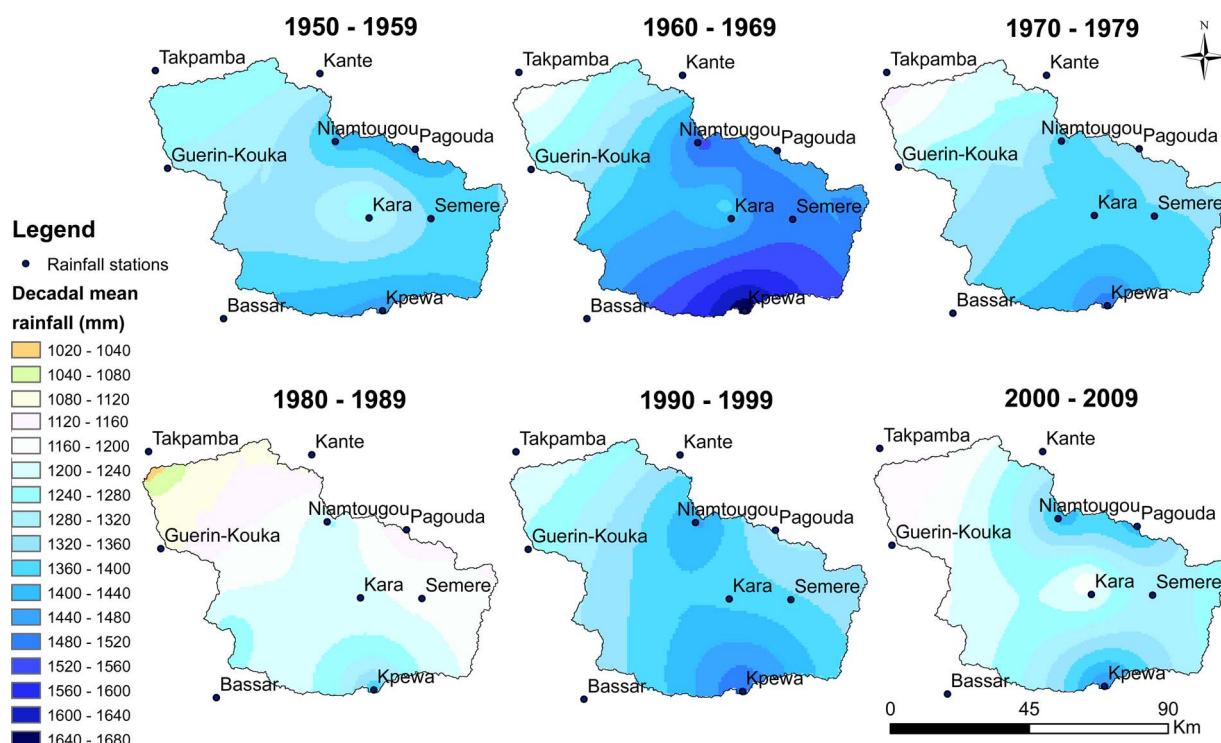 1950 - 1959
1960 - 1969
1970 - 1979
N
Takpamba
Kante
Niamtougou
Pagouda
Guerin-Kouka
Kara
Semere
Bassar
Kpewa
Takpamba
Kante
Niamtougou
Pagouda
Guerin-Kouka
Kara
Semere
Bassar
Kpewa
Takpamba
Kante
Niamtougou
Pagouda
Guerin-Kouka
Kara
Semere
Bassar
Kpewa
Legend
Rainfall stations
Decadal mean
rainfall (mm)
1020 - 1040
1040 - 1080
1080 - 1120
1120 - 1160
1160 - 1200
1200 - 1240
1240 - 1280
1280 - 1320
1320 - 1360
1360 - 1400
1400 - 1440
1440 - 1480
1480 - 1520
1520 - 1560
1560 - 1600
1600 - 1640
1640 - 1680
1980 - 1989
1990 - 1999
2000 - 2009
Takpamba
Kante
Niamtougou
Pagouda
Guerin-Kouka
Kara
Semere
Bassar
Kpewa
Takpamba
Kante
Niamtougou
Pagouda
Guerin-Kouka
Kara
Semere
Bassar
Kpewa
Takpamba
Kante
Niamtougou
Pagouda
Guerin-Kouka
Kara
Semere
Bassar
Kpewa
0 45 90
Km